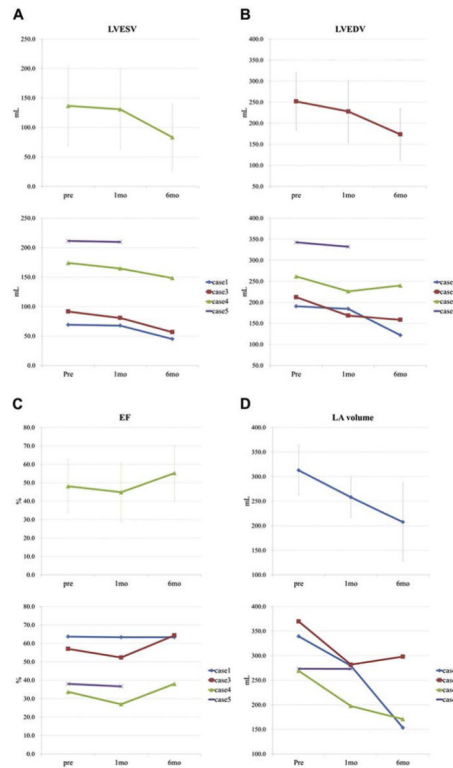 A
LVESV
250.0
200.0
150.0
100.0
50.0
0.0
mL
pre 1mo 6mo
250.0
200.0
150.0
100.0
50.0
0.0
mL
Pre 1mo 6mo
case1
case3
case4
case5
B
LVEDV
400.0
350.0
300.0
250.0
200.0
150.0
100.0
50.0
mL
pre 1mo 6mo
400.0
350.0
300.0
250.0
200.0
150.0
100.0
50.0
mL
Pre 1mo 6mo
case
case
case
case
C
EF
80.0
70.0
60.0
50.0
40.0
30.0
20.0
10.0
0.0
%
pre 1mo 6mo
80.0
70.0
60.0
50.0
40.0
30.0
20.0
10.0
0.0
%
Pre 1mo 6mo
case1
case3
case4
case5
D
LA volume
400.0
350.0
300.0
250.0
200.0
150.0
100.0
mL
pre 1mo 6mo
400.0
350.0
300.0
250.0
200.0
150.0
100.0
mL
Pre 1mo 6mo
case
case
case
case